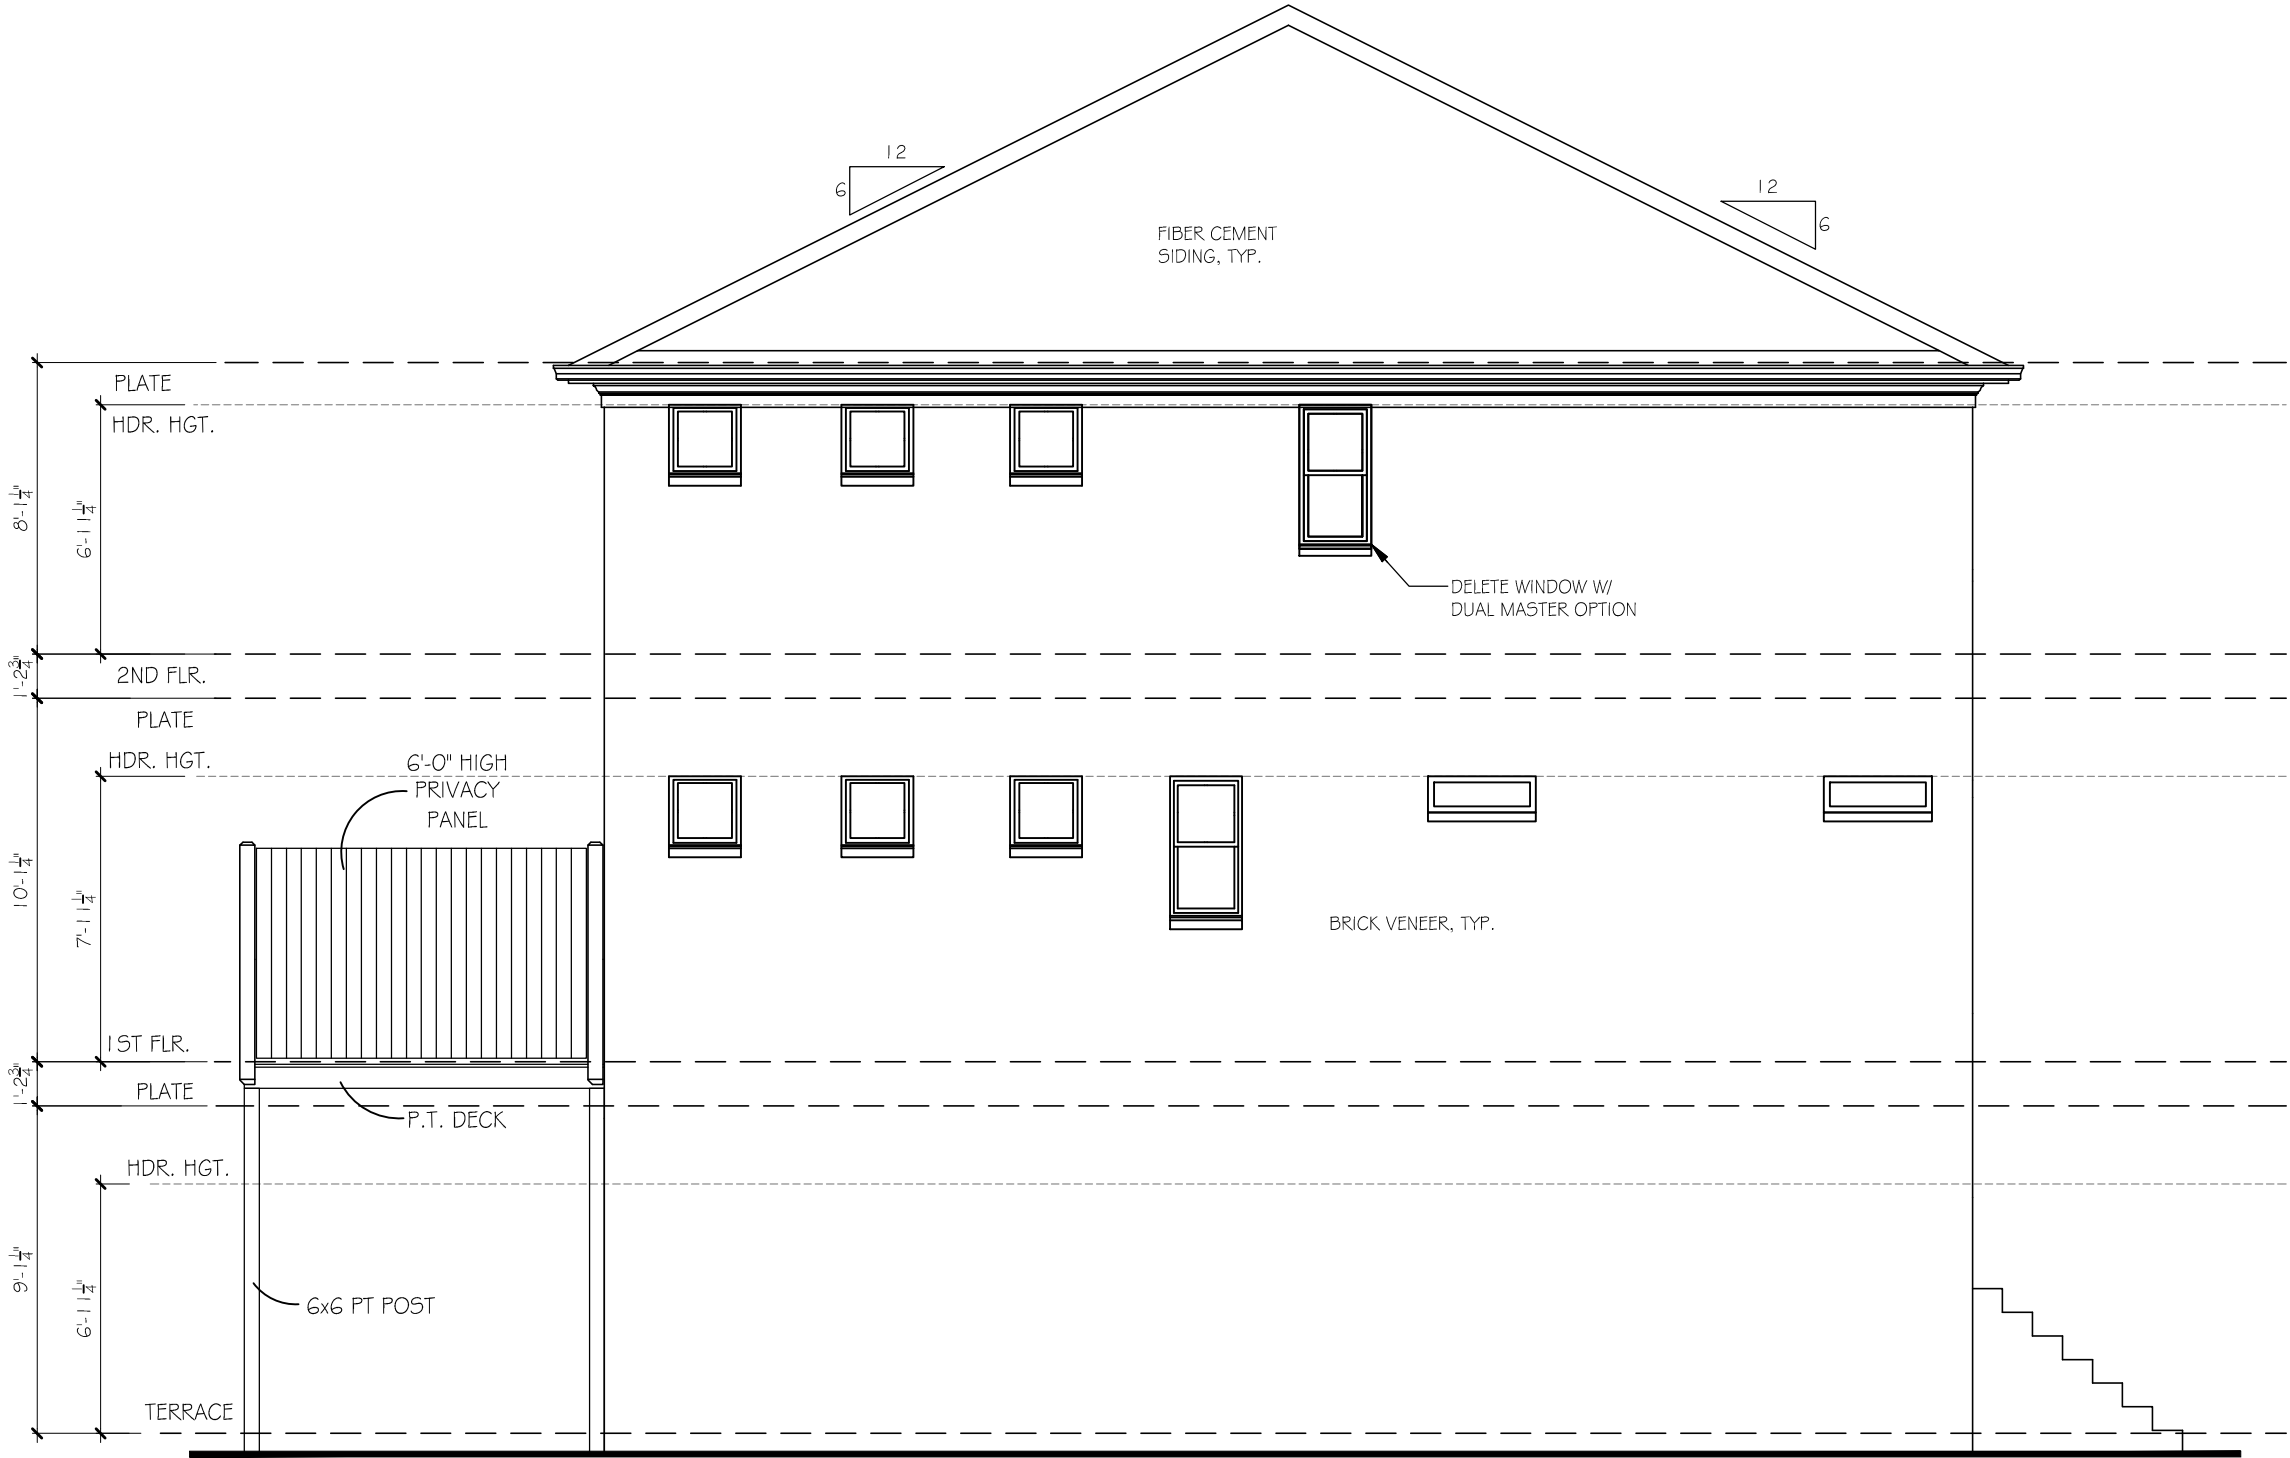 12
6
12
6
FIBER CEMENT
SIDING, TYP.
PLATE
HDR. HGT.
8'-1 1/4"
6'-11 1/4"
DELETE WINDOW W/
DUAL MASTER OPTION
1'-2 3/4"
2ND FLR.
PLATE
HDR. HGT.
6'-0" HIGH
PRIVACY
PANEL
10'-1 1/4"
7'-11 1/4"
BRICK VENEER, TYP.
1ST FLR.
1'-2 3/4"
PLATE
P.T. DECK
HDR. HGT.
9'-1 1/4"
6'-11 1/4"
6x6 PT POST
TERRACE